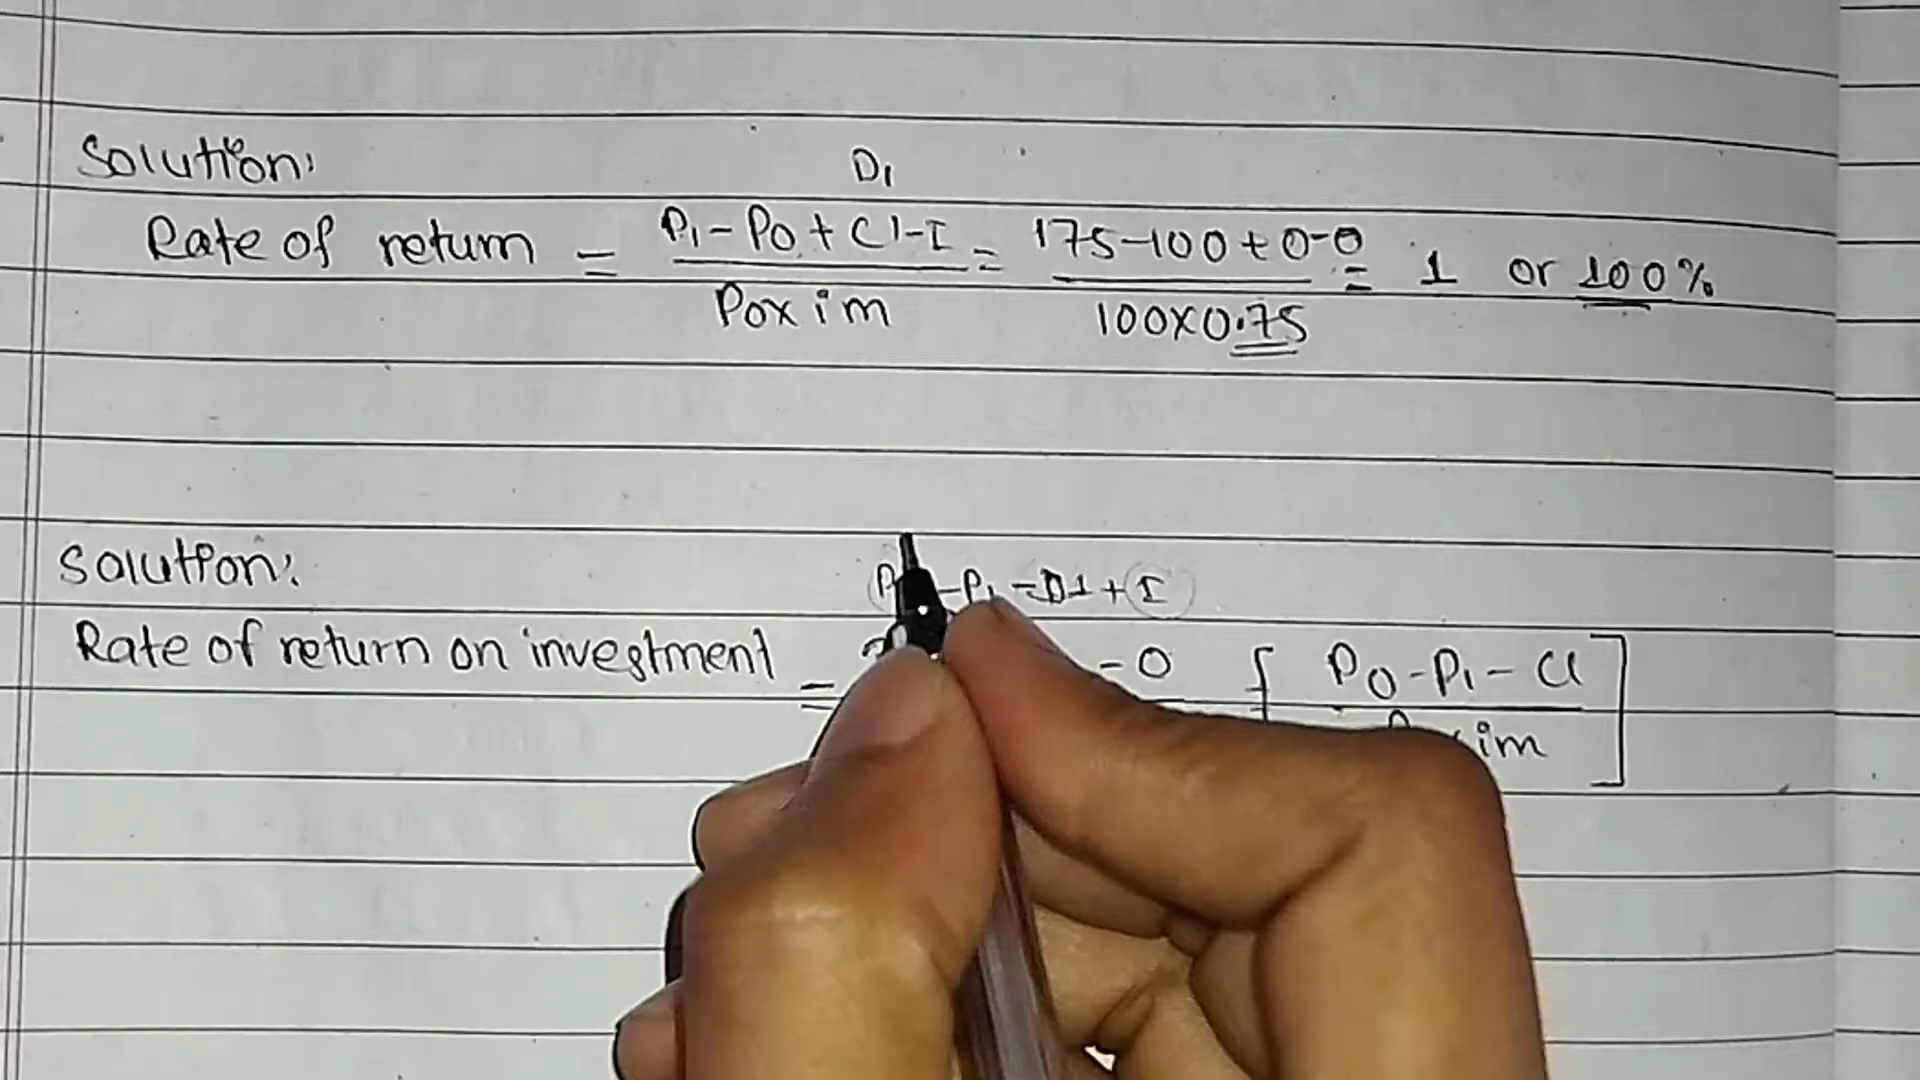 Solution:
D1
Rate of return = P1 - P0 + C1 - I = 175 - 100 + 0 - 0 = 1 or 100%
P0 x im 100 x 0.75
Solution:
P - P1 - D1 + I
Rate of return on investment = - 0 [ P0 - P1 - C1 ]
im